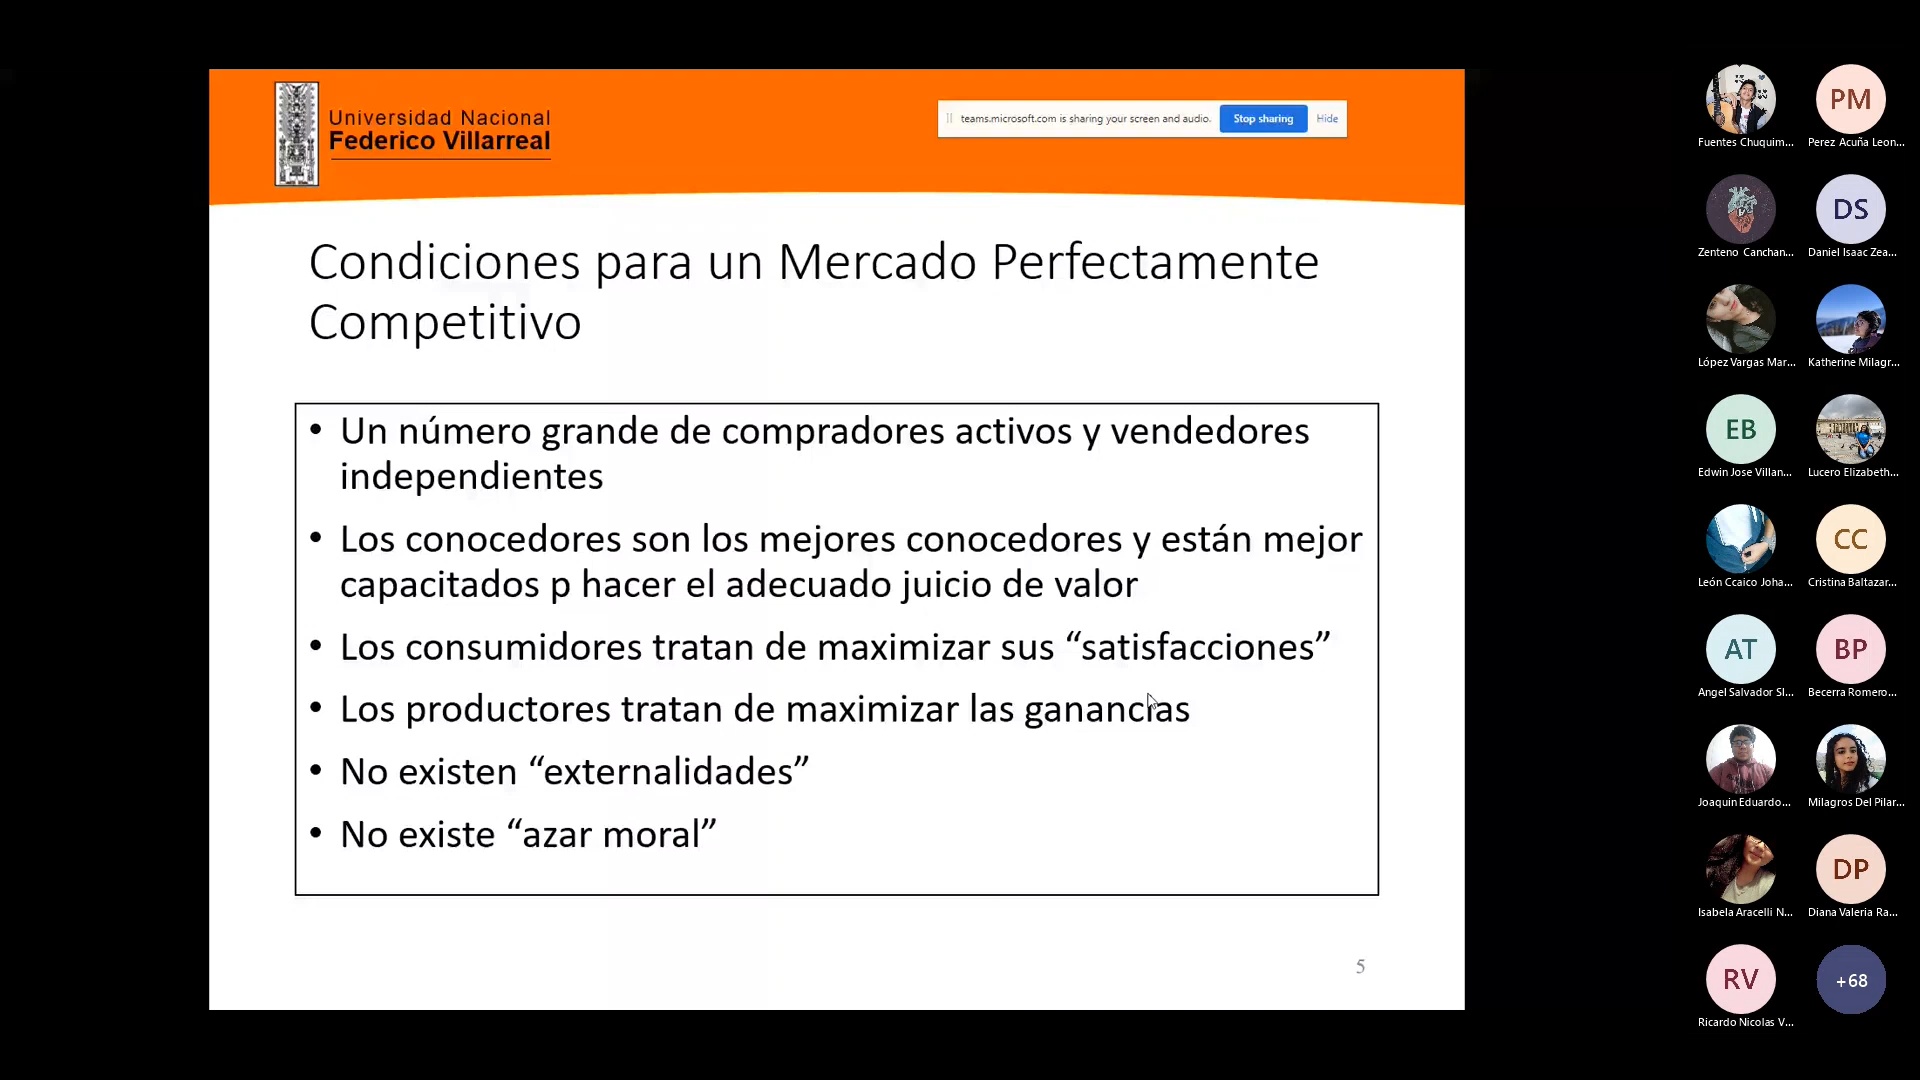 Universidad Nacional
Federico Villarreal
teams.microsoft.com is sharing your screen and audio.
Stop sharing
Hide
Condiciones para un Mercado Perfectamente
Competitivo
• Un número grande de compradores activos y vendedores
independientes
• Los conocedores son los mejores conocedores y están mejor
capacitados p hacer el adecuado juicio de valor
• Los consumidores tratan de maximizar sus “satisfacciones”
• Los productores tratan de maximizar las ganancias
• No existen “externalidades”
• No existe “azar moral”
5
Fuentes Chuquim...
PM
Perez Acuña Leon...
Zenteno Canchan...
DS
Daniel Isaac Zea...
López Vargas Mar...
Katherine Milagr...
EB
Edwin Jose Villan...
Lucero Elizabeth...
León Ccaico Joha...
CC
Cristina Baltazar...
AT
Angel Salvador Sl...
BP
Becerra Romero...
Joaquin Eduardo...
Milagros Del Pilar...
Isabela Aracelli N...
DP
Diana Valeria Ra...
RV
Ricardo Nicolas V...
+68